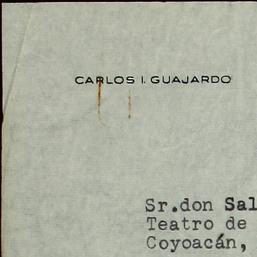 CARLOS I. GUAJARDO
Sr.don Sal
Teatro de
Coyoacán,